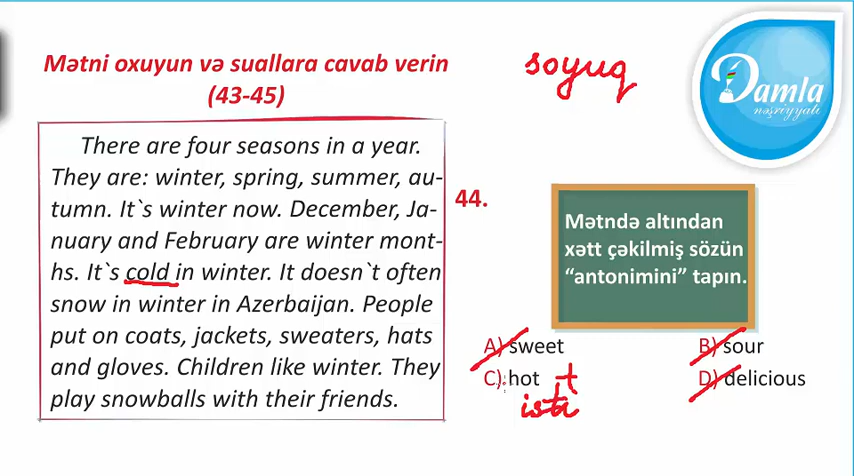 Mətni oxuyun və suallara cavab verin
(43-45)
soyuq
Damla
nəşriyyatı
There are four seasons in a year.
They are: winter, spring, summer, au-
tumn. It`s winter now. December, Ja-
nuary and February are winter mont-
hs. It`s cold in winter. It doesn`t often
snow in winter in Azerbaijan. People
put on coats, jackets, sweaters, hats
and gloves. Children like winter. They
play snowballs with their friends.
44.
Mətndə altından
xətt çəkilmiş sözün
“antonimini” tapın.
A) sweet
B) sour
C) hot
D) delicious
isti